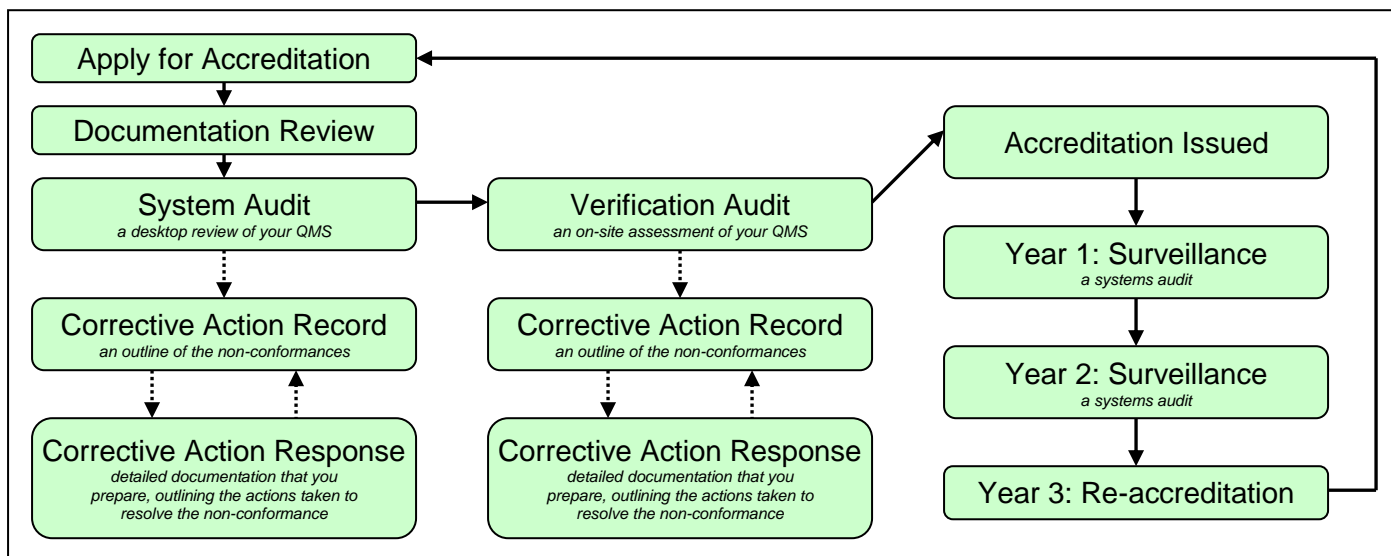 Apply for Accreditation
Documentation Review
System Audit
a desktop review of your QMS
Corrective Action Record
an outline of the non-conformances
Corrective Action Response
detailed documentation that you
prepare, outlining the actions taken to
resolve the non-conformance
Verification Audit
an on-site assessment of your QMS
Corrective Action Record
an outline of the non-conformances
Corrective Action Response
detailed documentation that you
prepare, outlining the actions taken to
resolve the non-conformance
Accreditation Issued
Year 1: Surveillance
a systems audit
Year 2: Surveillance
a systems audit
Year 3: Re-accreditation